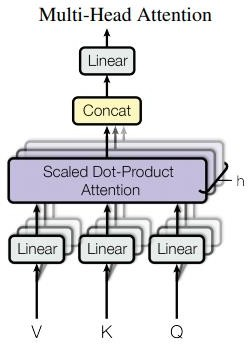 Multi-Head Attention
Linear
Concat
Scaled Dot-Product
Attention
h
Linear Linear Linear
V K Q